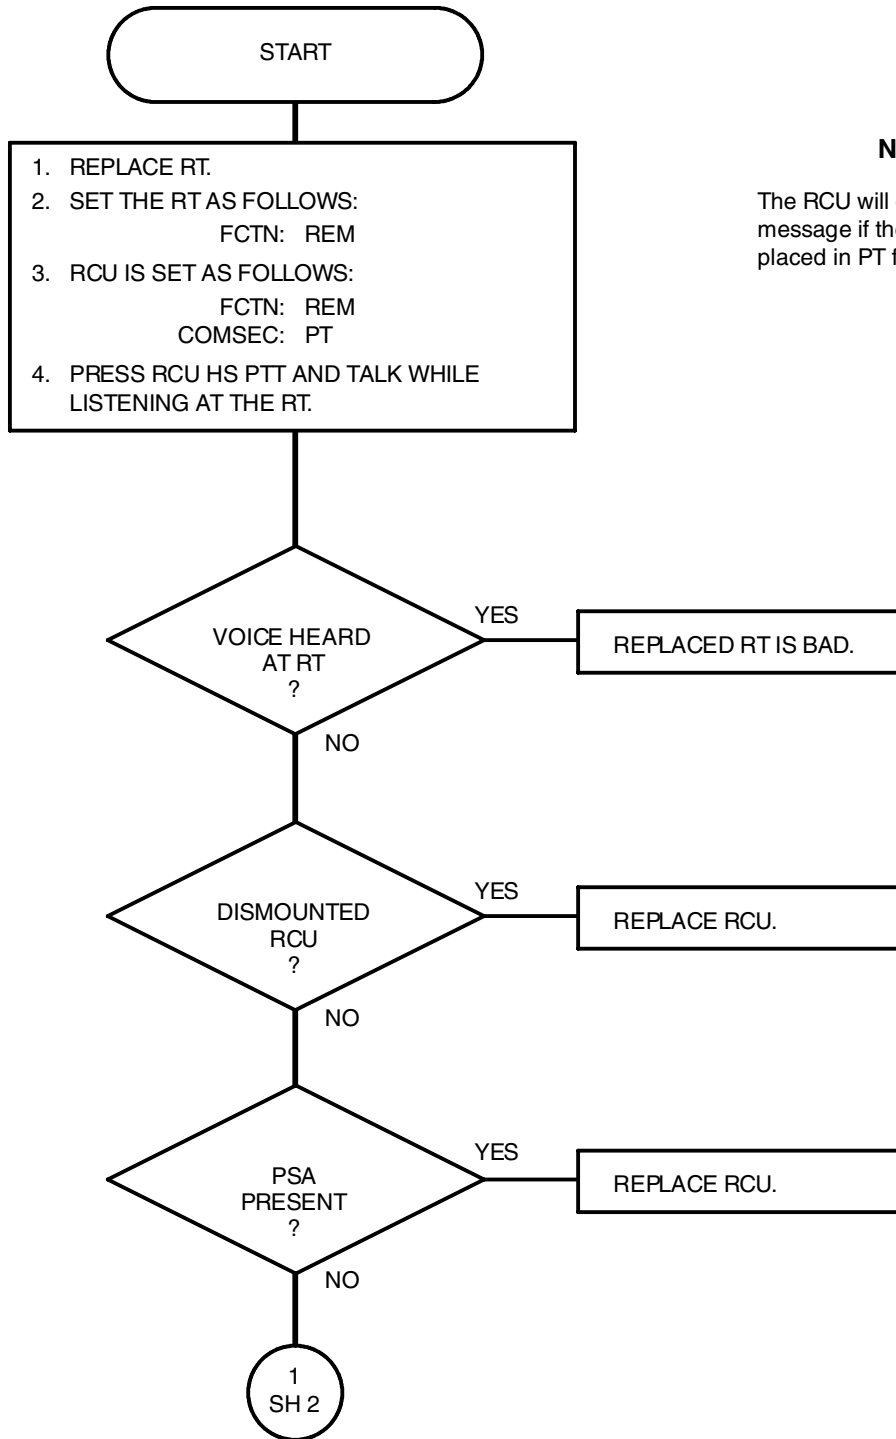 START
1. REPLACE RT.
2. SET THE RT AS FOLLOWS:
FCTN: REM
3. RCU IS SET AS FOLLOWS:
FCTN: REM
COMSEC: PT
4. PRESS RCU HS PTT AND TALK WHILE
LISTENING AT THE RT.
The RCU will
message if the
placed in PT
VOICE HEARD
AT RT
?
YES
REPLACED RT IS BAD.
NO
DISMOUNTED
RCU
?
YES
REPLACE RCU.
NO
PSA
PRESENT
?
YES
REPLACE RCU.
NO
1
SH 2